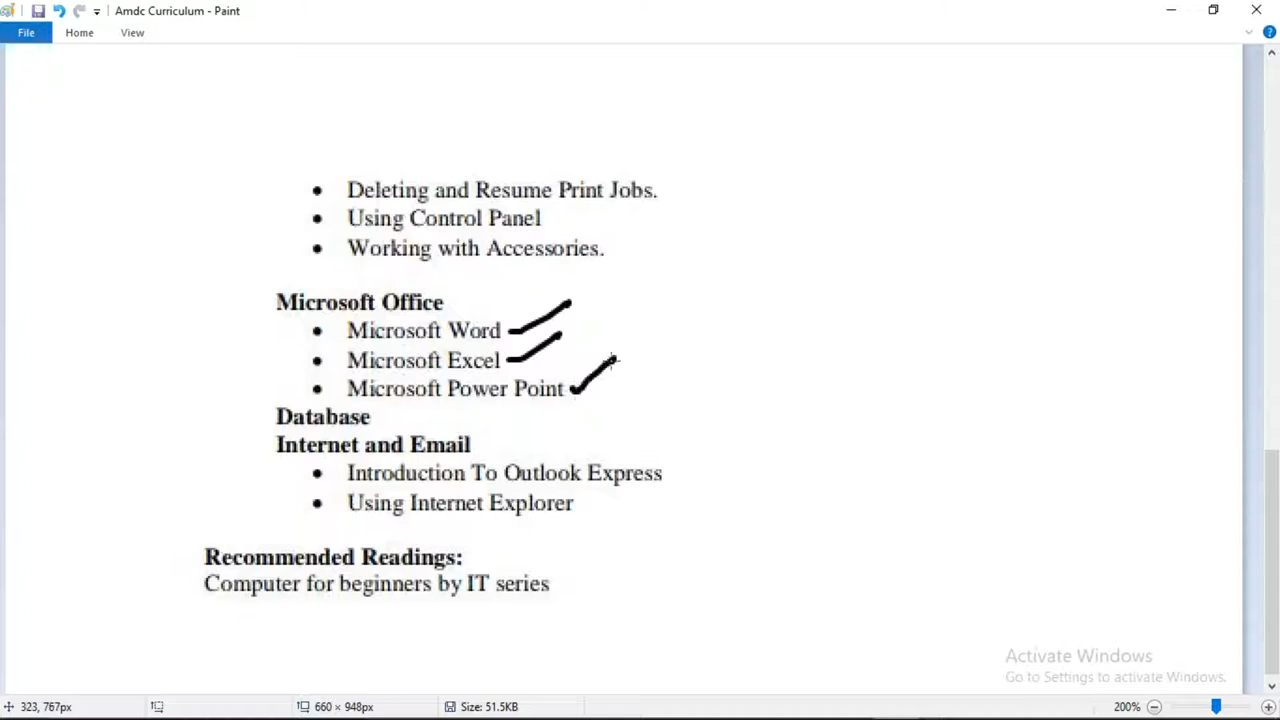 Amdc Curriculum - Paint
File Home View
• Deleting and Resume Print Jobs.
• Using Control Panel
• Working with Accessories.
Microsoft Office
• Microsoft Word
• Microsoft Excel
• Microsoft Power Point
Database
Internet and Email
• Introduction To Outlook Express
• Using Internet Explorer
Recommended Readings:
Computer for beginners by IT series
Activate Windows
Go to Settings to activate Windows.
323, 767px 660 × 948px Size: 51.5KB 200%